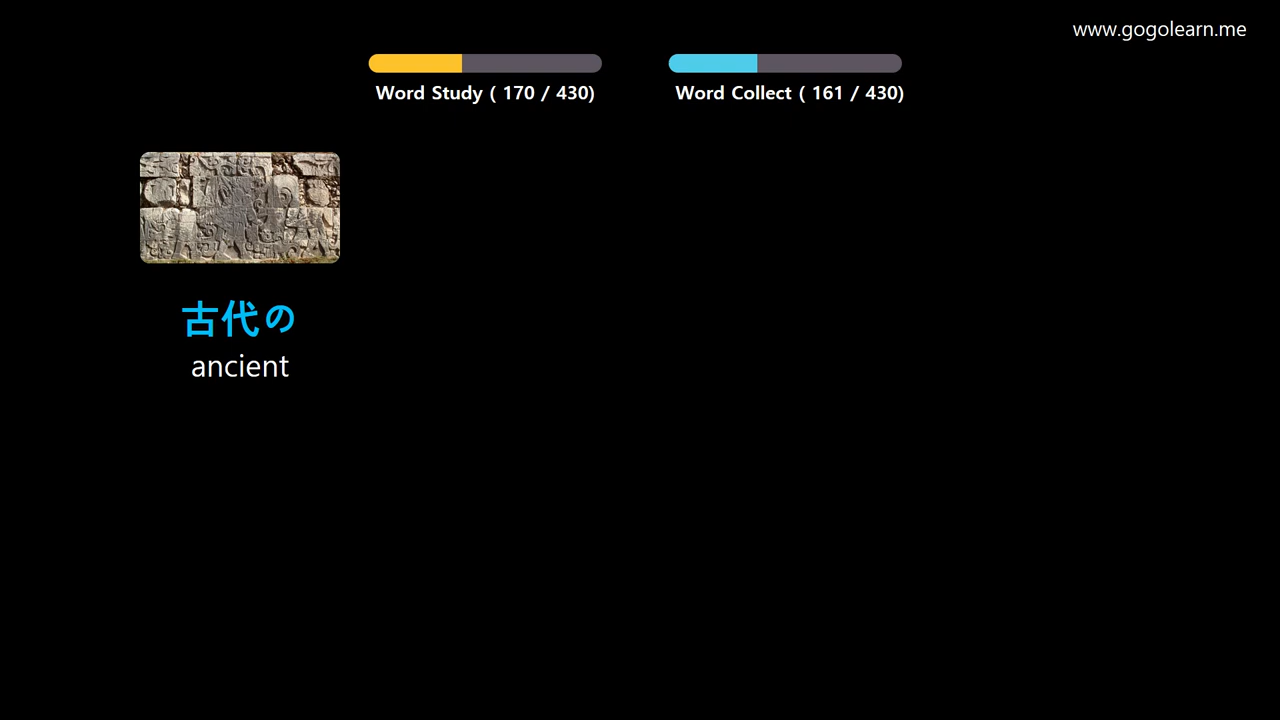 www.gogolearn.me
Word Study ( 170 / 430)
Word Collect ( 161 / 430)
古代の
ancient